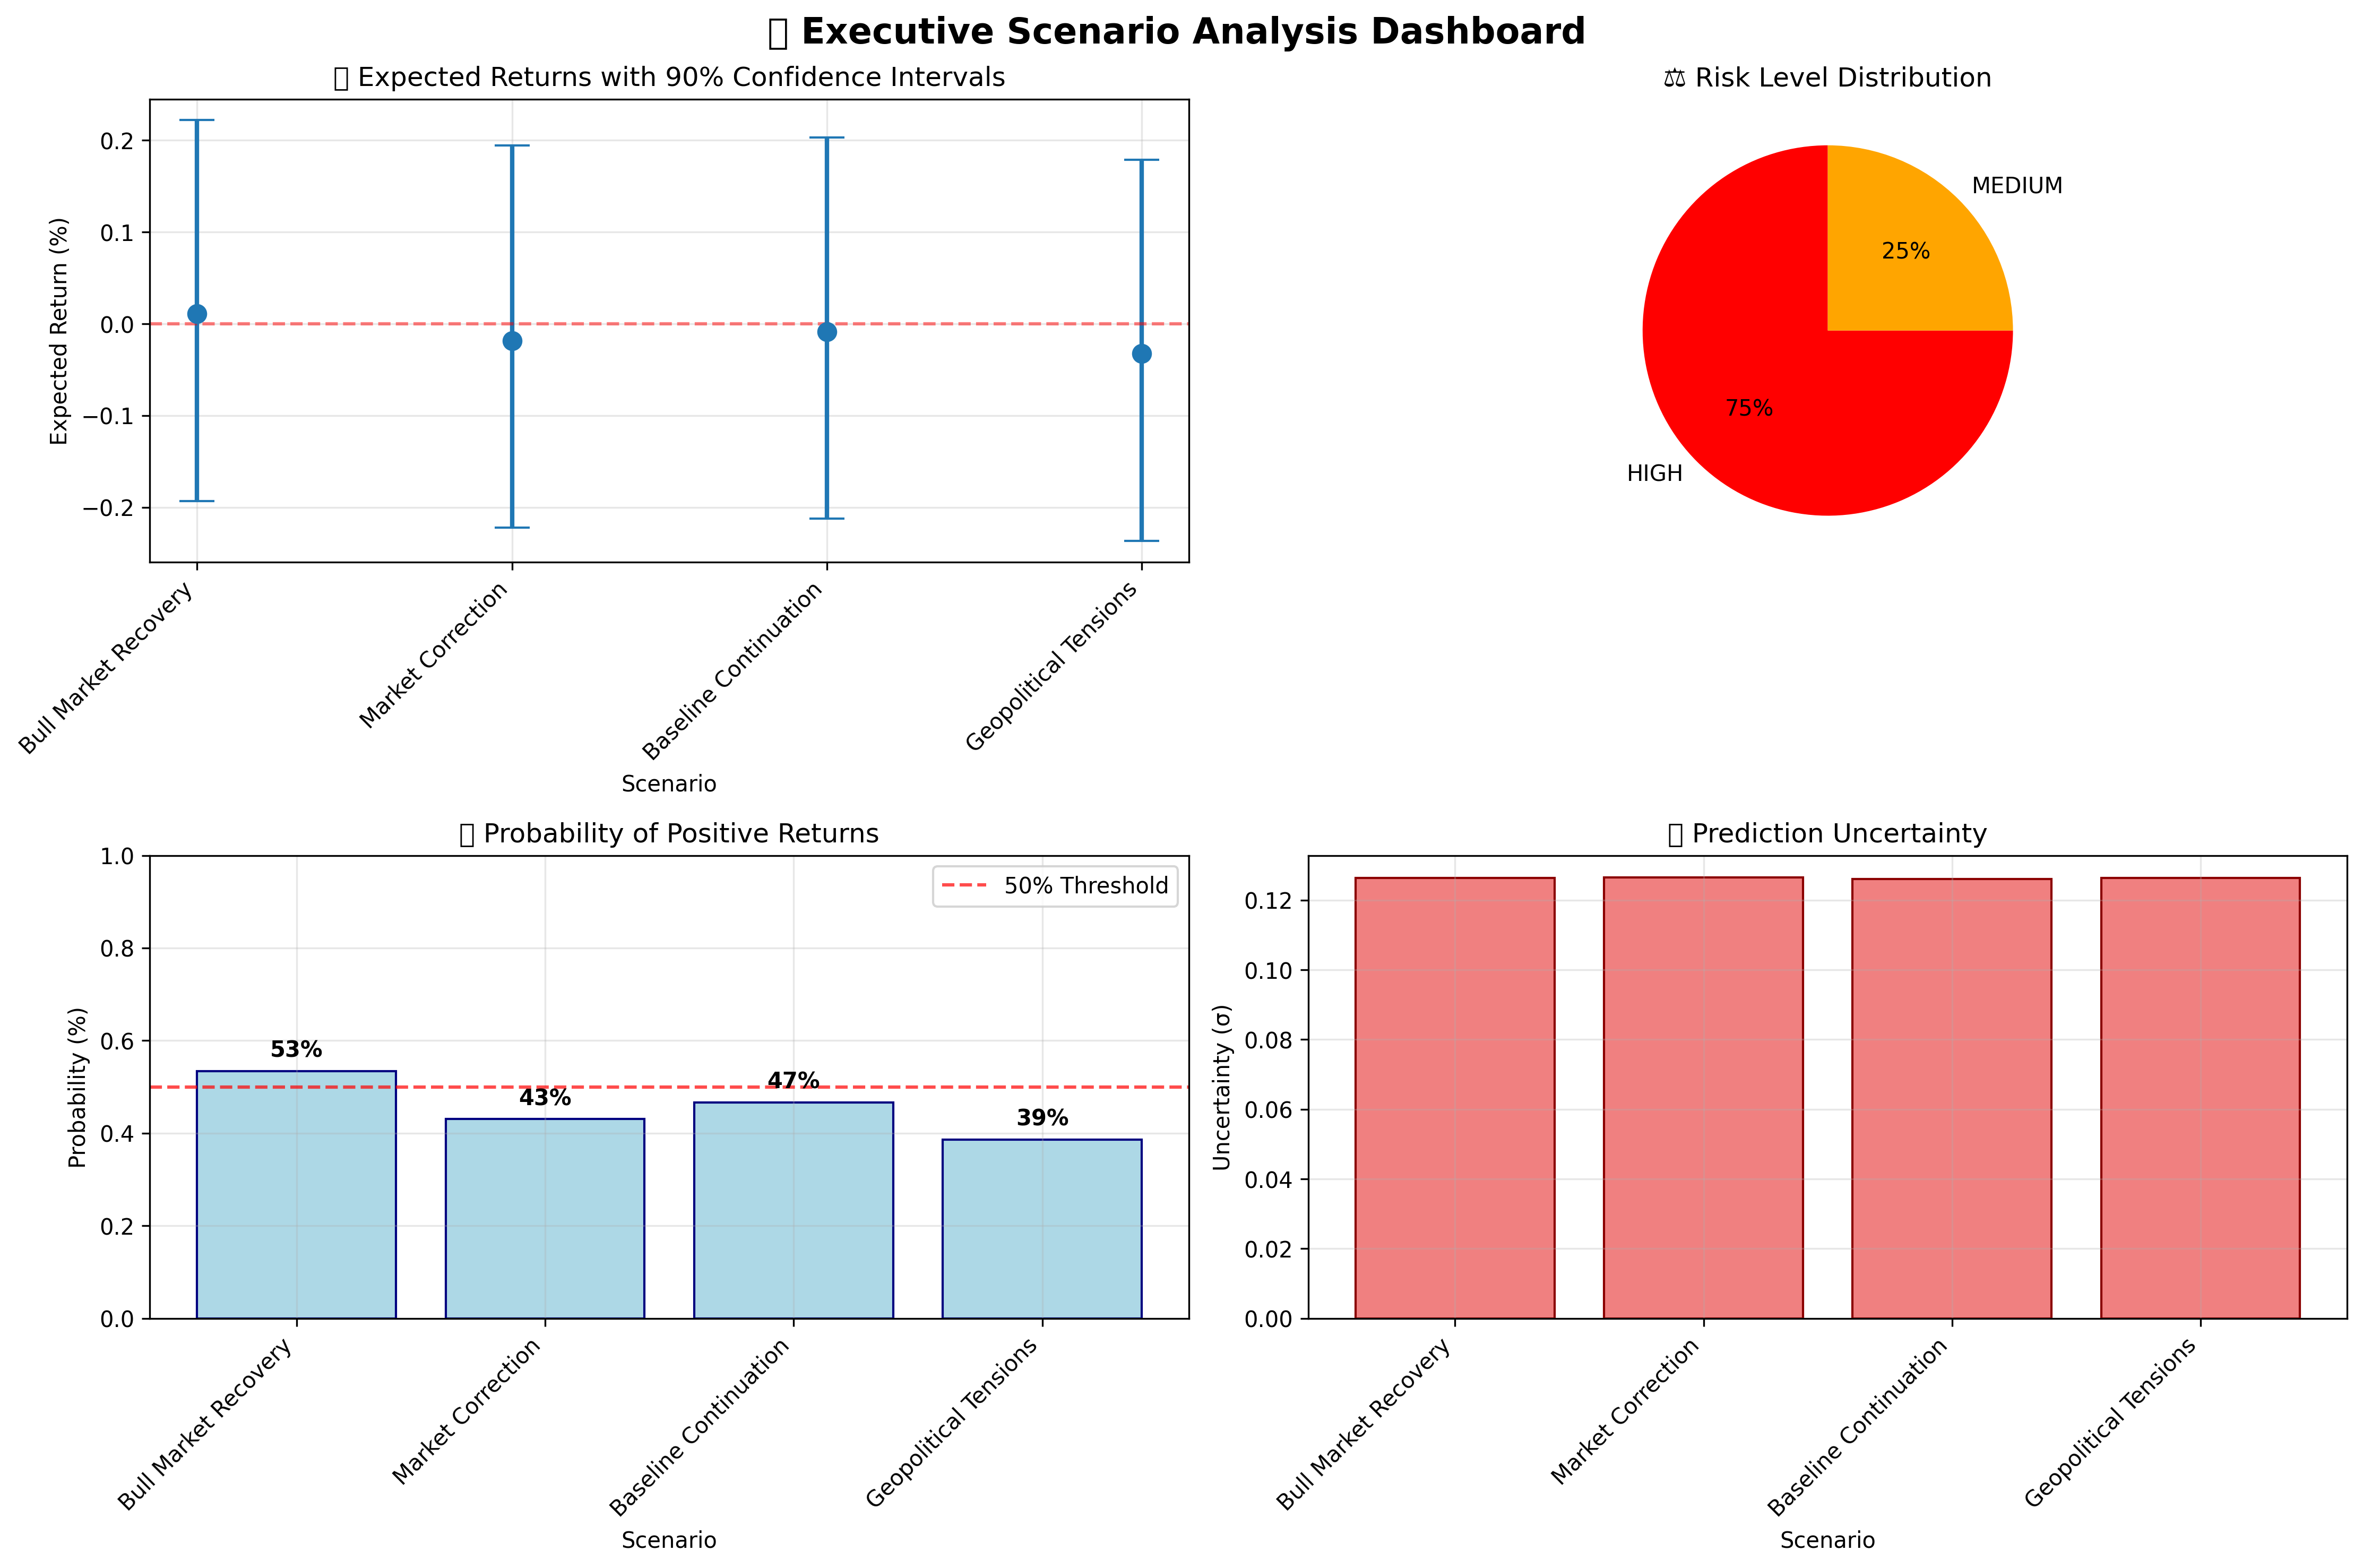 ▯ Executive Scenario Analysis Dashboard
▯ Expected Returns with 90% Confidence Intervals
Expected Return (%)
0.2
0.1
0.0
−0.1
−0.2
Bull Market Recovery
Market Correction
Baseline Continuation
Geopolitical Tensions
Scenario
⚖ Risk Level Distribution
MEDIUM
25%
75%
HIGH
▯ Probability of Positive Returns
Probability (%)
1.0
0.8
0.6
0.4
0.2
0.0
50% Threshold
53%
43%
47%
39%
Bull Market Recovery
Market Correction
Baseline Continuation
Geopolitical Tensions
Scenario
▯ Prediction Uncertainty
Uncertainty (σ)
0.12
0.10
0.08
0.06
0.04
0.02
0.00
Bull Market Recovery
Market Correction
Baseline Continuation
Geopolitical Tensions
Scenario